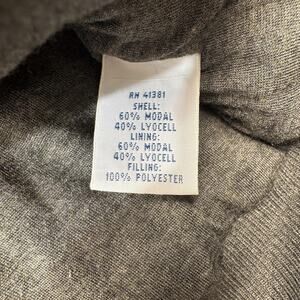 RN 41381
SHELL:
60% MODAL
40% LYOCELL
LINING:
60% MODAL
40% LYOCELL
FILLING:
100% POLYESTER